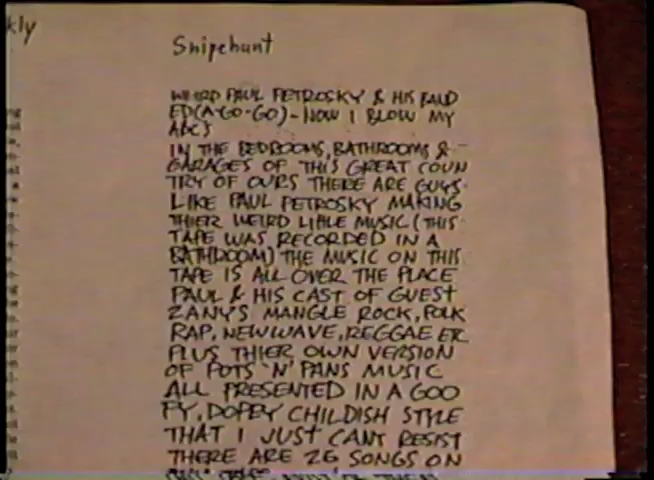 kly
Snipehunt
WEIRD PAUL PETROSKY & HIS BAND
ED(A-GO-GO) - NOW I BLOW MY
ABC'S
IN THE BEDROOMS, BATHROOMS &
GARAGES OF THIS GREAT COUN
TRY OF OURS THERE ARE GUYS
LIKE PAUL PETROSKY MAKING
THIER WEIRD LITTLE MUSIC (THIS
TAPE WAS RECORDED IN A
BATHROOM) THE MUSIC ON THIS
TAPE IS ALL OVER THE PLACE
PAUL & HIS CAST OF GUEST
ZANYS MANGLE ROCK, FOLK
RAP, NEWWAVE, REGGAE ETC
PLUS THIER OWN VERSION
OF POTS 'N' PANS MUSIC
ALL PRESENTED IN A GOO
FY, DOPEY CHILDISH STYLE
THAT I JUST CANT RESIST
THERE ARE 26 SONGS ON